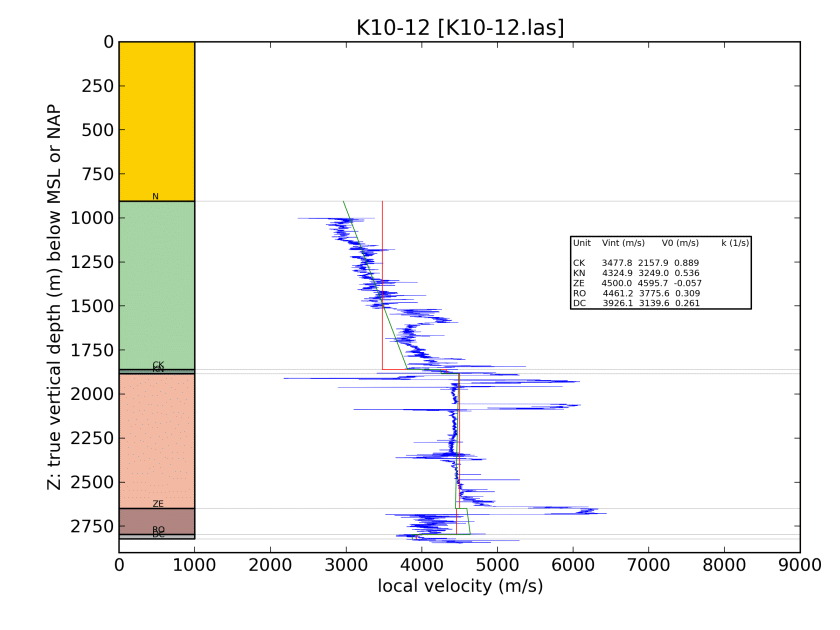 K10-12 [K10-12.las]
Z: true vertical depth (m) below MSL or NAP
0
250
500
750
1000
1250
1500
1750
2000
2250
2500
2750
N
CK
KN
ZE
RO
DC
Unit Vint (m/s) V0 (m/s) k (1/s)
CK 3477.8 2157.9 0.889
KN 4324.9 3249.0 0.536
ZE 4500.0 4595.7 -0.057
RO 4461.2 3775.6 0.309
DC 3926.1 3139.6 0.261
0 1000 2000 3000 4000 5000 6000 7000 8000 9000
local velocity (m/s)